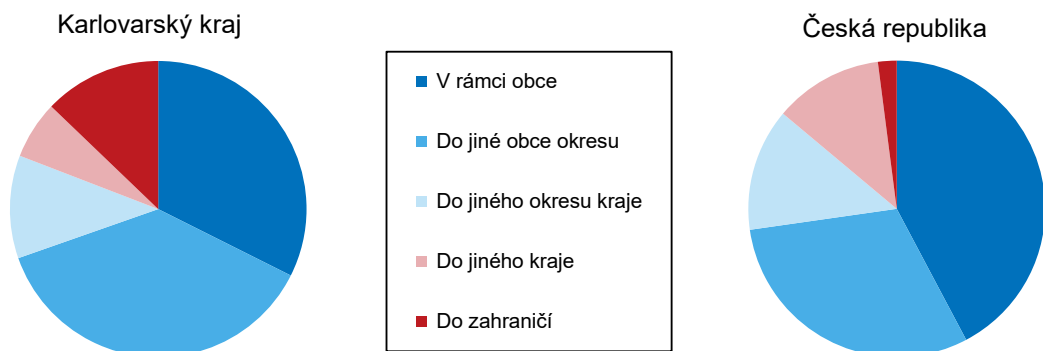 Karlovarský kraj
Česká republika
V rámci obce
Do jiné obce okresu
Do jiného okresu kraje
Do jiného kraje
Do zahraničí